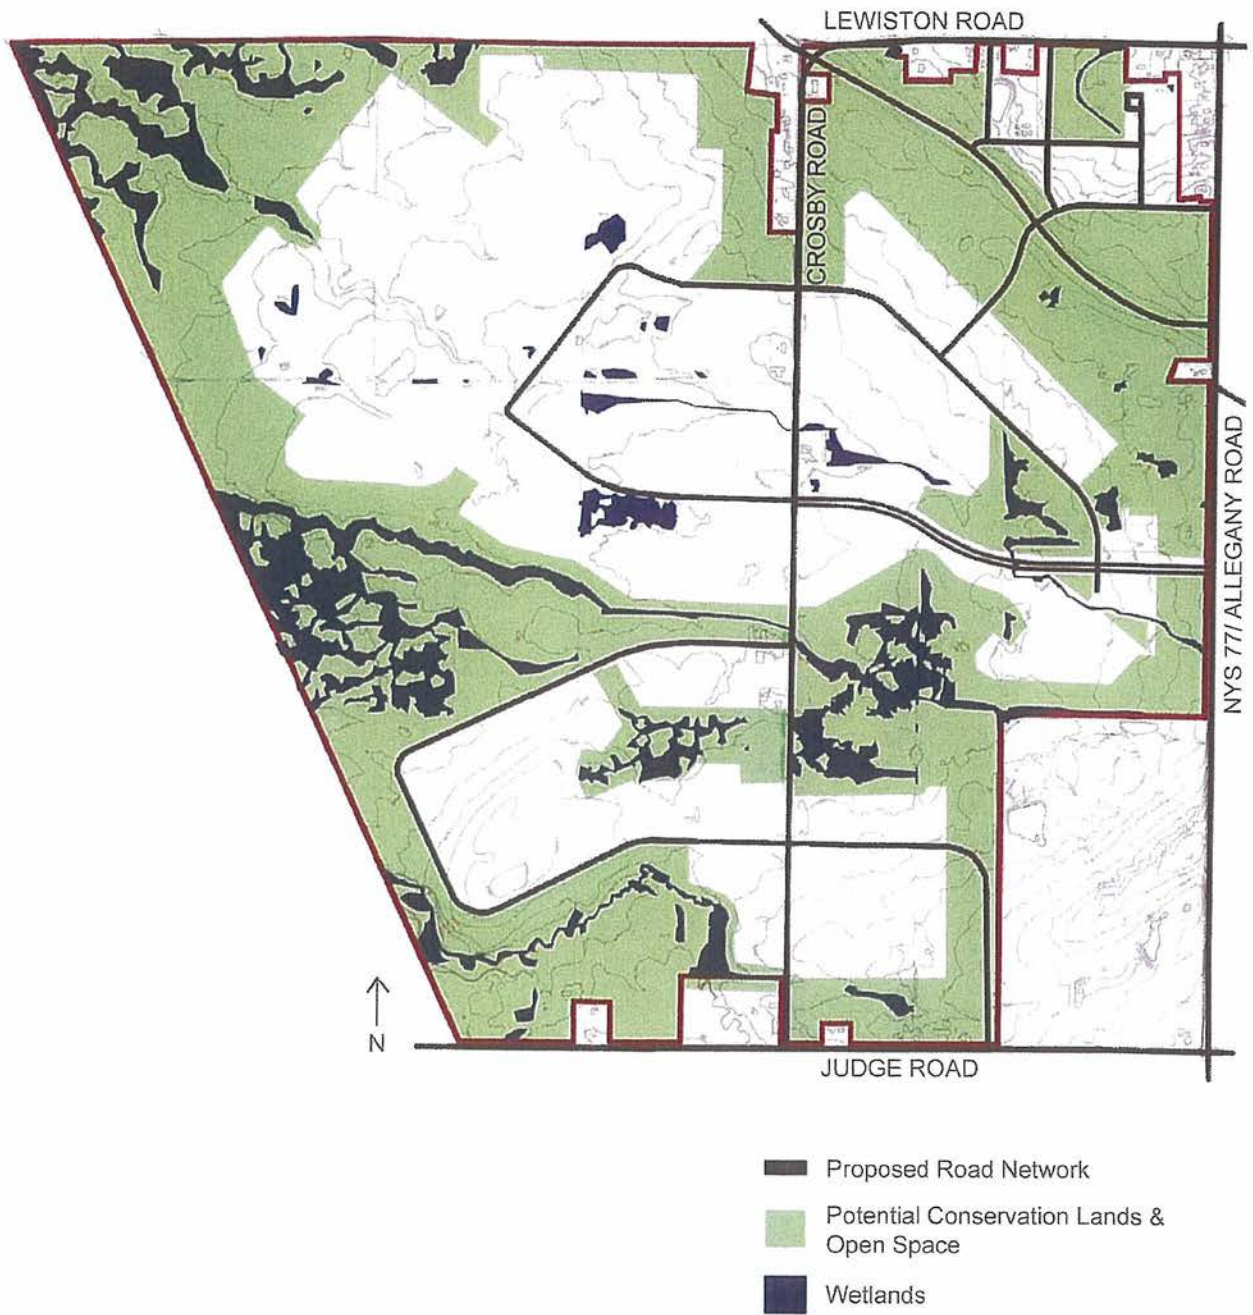 LEWISTON ROAD
CROSBY ROAD
NYS 77/ ALLEGANY ROAD
N
JUDGE ROAD
Proposed Road Network
Potential Conservation Lands &
Open Space
Wetlands